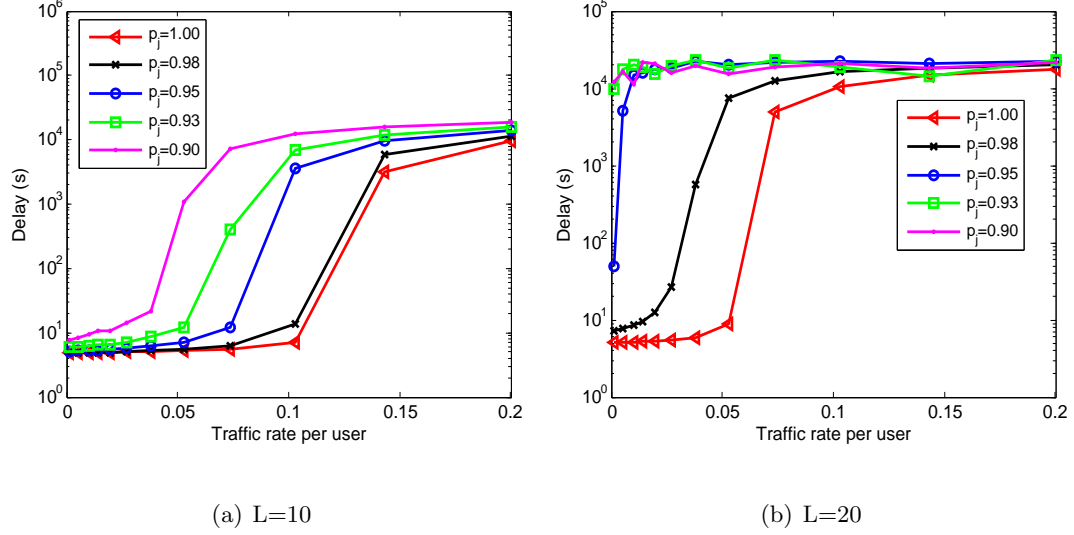 10^6
10^5
10^4
10^3
10^2
10^1
10^0
Delay (s)
p_j=1.00
p_j=0.98
p_j=0.95
p_j=0.93
p_j=0.90
0 0.05 0.1 0.15 0.2
Traffic rate per user
(a) L=10
10^5
10^4
10^3
10^2
10^1
10^0
Delay (s)
p_j=1.00
p_j=0.98
p_j=0.95
p_j=0.93
p_j=0.90
0 0.05 0.1 0.15 0.2
Traffic rate per user
(b) L=20